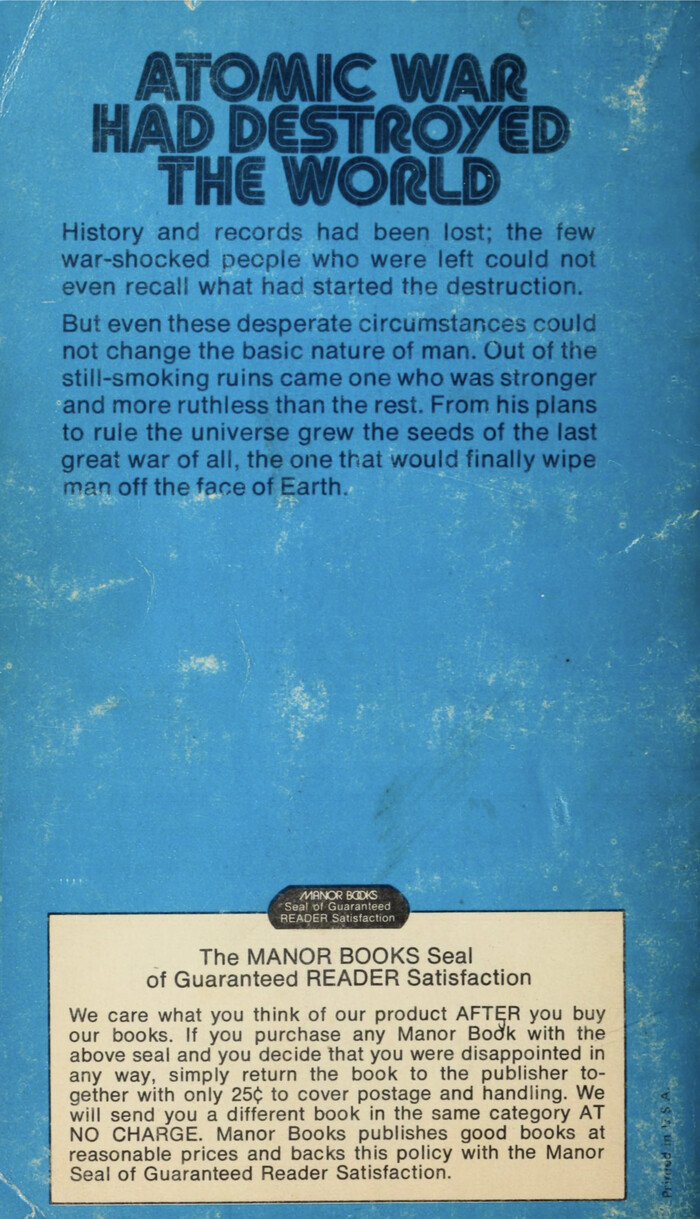 ATOMIC WAR
HAD DESTROYED
THE WORLD
History and records had been lost; the few
war-shocked people who were left could not
even recall what had started the destruction.
But even these desperate circumstances could
not change the basic nature of man. Out of the
still-smoking ruins came one who was stronger
and more ruthless than the rest. From his plans
to rule the universe grew the seeds of the last
great war of all, the one that would finally wipe
man off the face of Earth.
MANOR BOOKS
Seal of Guaranteed
READER Satisfaction
The MANOR BOOKS Seal
of Guaranteed READER Satisfaction
We care what you think of our product AFTER you buy
our books. If you purchase any Manor Book with the
above seal and you decide that you were disappointed in
any way, simply return the book to the publisher to-
gether with only 25¢ to cover postage and handling. We
will send you a different book in the same category AT
NO CHARGE. Manor Books publishes good books at
reasonable prices and backs this policy with the Manor
Seal of Guaranteed Reader Satisfaction.
Printed in U.S.A.